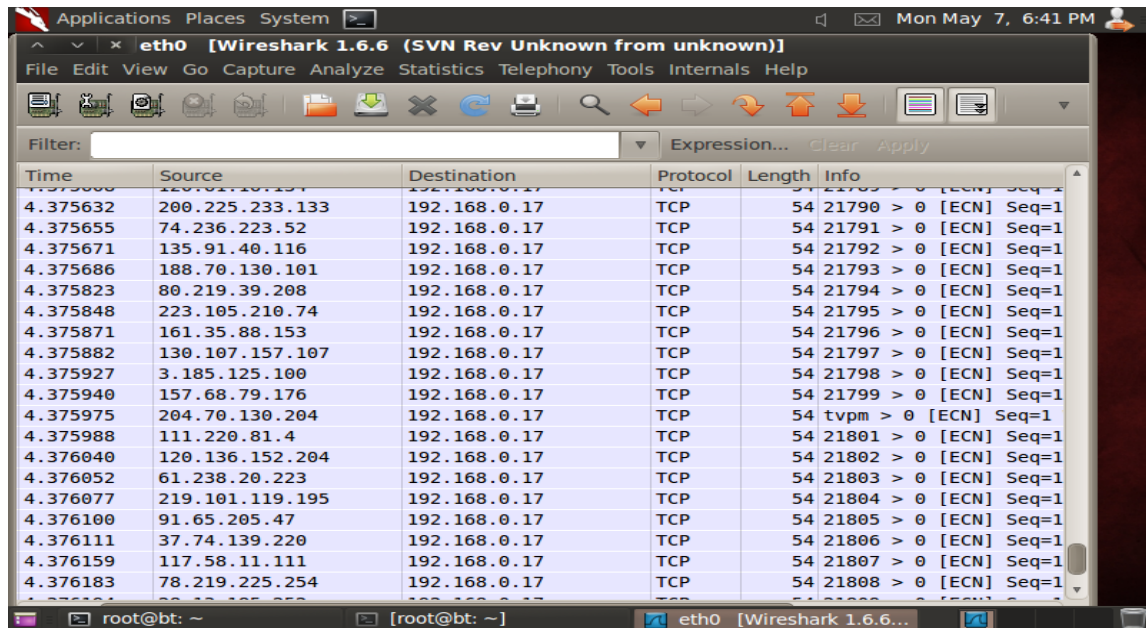 Applications Places System Mon May 7, 6:41 PM
eth0 [Wireshark 1.6.6 (SVN Rev Unknown from unknown)]
File Edit View Go Capture Analyze Statistics Telephony Tools Internals Help
Filter: Expression... Clear Apply
Time Source Destination Protocol Length Info
4.375632 200.225.233.133 192.168.0.17 TCP 54 21790 > 0 [ECN] Seq=1
4.375655 74.236.223.52 192.168.0.17 TCP 54 21791 > 0 [ECN] Seq=1
4.375671 135.91.40.116 192.168.0.17 TCP 54 21792 > 0 [ECN] Seq=1
4.375686 188.70.130.101 192.168.0.17 TCP 54 21793 > 0 [ECN] Seq=1
4.375823 80.219.39.208 192.168.0.17 TCP 54 21794 > 0 [ECN] Seq=1
4.375848 223.105.210.74 192.168.0.17 TCP 54 21795 > 0 [ECN] Seq=1
4.375871 161.35.88.153 192.168.0.17 TCP 54 21796 > 0 [ECN] Seq=1
4.375882 130.107.157.107 192.168.0.17 TCP 54 21797 > 0 [ECN] Seq=1
4.375927 3.185.125.100 192.168.0.17 TCP 54 21798 > 0 [ECN] Seq=1
4.375940 157.68.79.176 192.168.0.17 TCP 54 21799 > 0 [ECN] Seq=1
4.375975 204.70.130.204 192.168.0.17 TCP 54 tvpm > 0 [ECN] Seq=1
4.375988 111.220.81.4 192.168.0.17 TCP 54 21801 > 0 [ECN] Seq=1
4.376040 120.136.152.204 192.168.0.17 TCP 54 21802 > 0 [ECN] Seq=1
4.376052 61.238.20.223 192.168.0.17 TCP 54 21803 > 0 [ECN] Seq=1
4.376077 219.101.119.195 192.168.0.17 TCP 54 21804 > 0 [ECN] Seq=1
4.376100 91.65.205.47 192.168.0.17 TCP 54 21805 > 0 [ECN] Seq=1
4.376111 37.74.139.220 192.168.0.17 TCP 54 21806 > 0 [ECN] Seq=1
4.376159 117.58.11.111 192.168.0.17 TCP 54 21807 > 0 [ECN] Seq=1
4.376183 78.219.225.254 192.168.0.17 TCP 54 21808 > 0 [ECN] Seq=1
root@bt: ~ [root@bt: ~] eth0 [Wireshark 1.6.6...